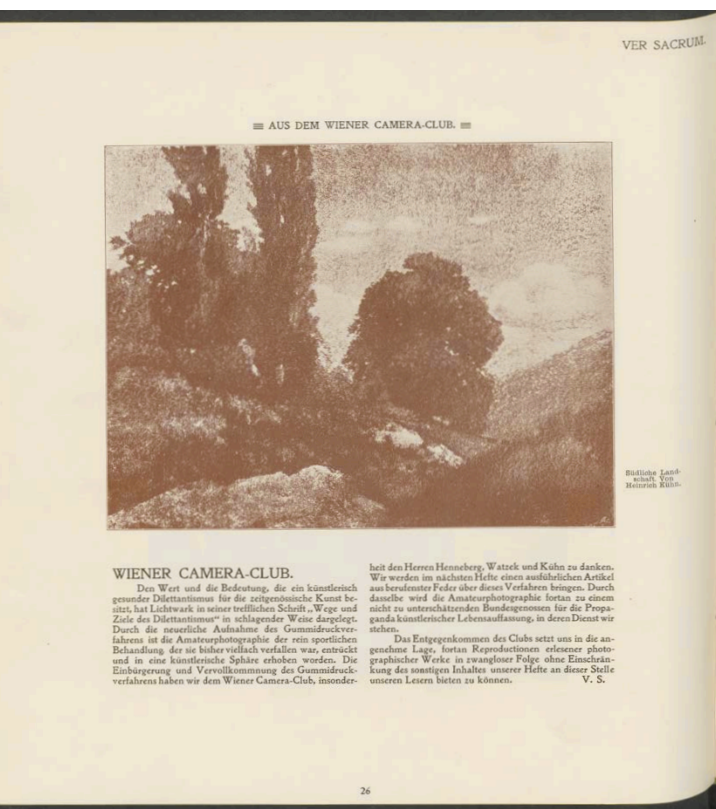 VER SACRUM.
≡ AUS DEM WIENER CAMERA-CLUB. ≡
Südliche Land-
schaft. Von
Heinrich Kühn.
WIENER CAMERA-CLUB.
Den Wert und die Bedeutung, die ein künstlerisch
gesunder Dilettantismus für die zeitgenössische Kunst be-
sitzt, hat Lichtwark in seiner trefflichen Schrift „Wege und
Ziele des Dilettantismus“ in schlagender Weise dargelegt.
Durch die neuerliche Aufnahme des Gummidruckver-
fahrens ist die Amateurphotographie der rein sportlichen
Behandlung, der sie bisher vielfach verfallen war, entrückt
und in eine künstlerische Sphäre erhoben worden. Die
Einbürgerung und Vervollkommnung des Gummidruck-
verfahrens haben wir dem Wiener Camera-Club, insonder-
heit den Herren Henneberg, Watzek und Kühn zu danken.
Wir werden im nächsten Hefte einen ausführlichen Artikel
aus berufenster Feder über dieses Verfahren bringen. Durch
dasselbe wird die Amateurphotographie fortan zu einem
nicht zu unterschätzenden Bundesgenossen für die Propa-
ganda künstlerischer Lebensauffassung, in deren Dienst wir
stehen.
Das Entgegenkommen des Clubs setzt uns in die an-
genehme Lage, fortan Reproductionen erlesener photo-
graphischer Werke in zwangloser Folge ohne Einschrän-
kung des sonstigen Inhaltes unserer Hefte an dieser Stelle
unseren Lesern bieten zu können. V. S.
26